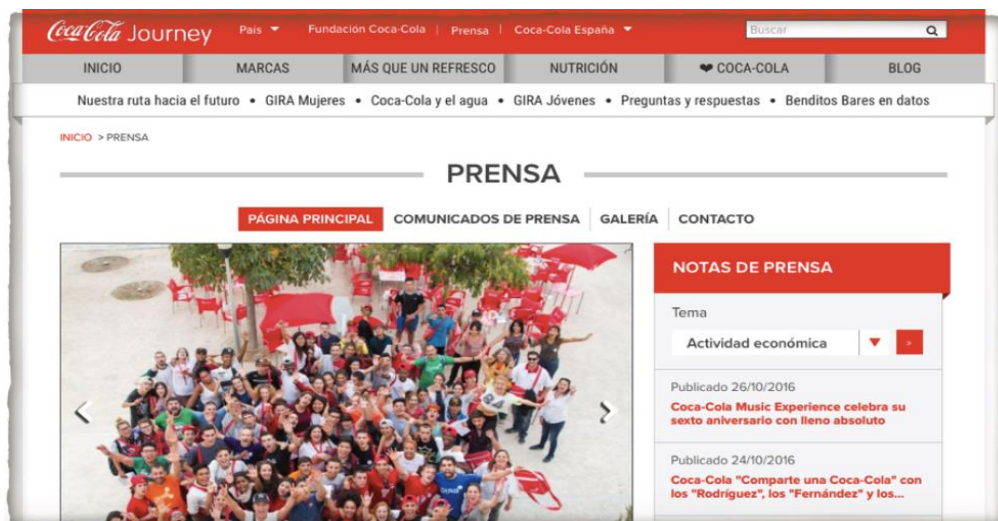 Coca-Cola Journey País Fundación Coca-Cola | Prensa | Coca-Cola España Buscar
INICIO MARCAS MÁS QUE UN REFRESCO NUTRICIÓN ❤ COCA-COLA BLOG
Nuestra ruta hacia el futuro • GIRA Mujeres • Coca-Cola y el agua • GIRA Jóvenes • Preguntas y respuestas • Benditos Bares en datos
INICIO > PRENSA
PRENSA
PÁGINA PRINCIPAL COMUNICADOS DE PRENSA GALERÍA CONTACTO
NOTAS DE PRENSA
Tema
Actividad económica
Publicado 26/10/2016
Coca-Cola Music Experience celebra su
sexto aniversario con lleno absoluto
Publicado 24/10/2016
Coca-Cola "Comparte una Coca-Cola" con
los "Rodríguez", los "Fernández" y los...